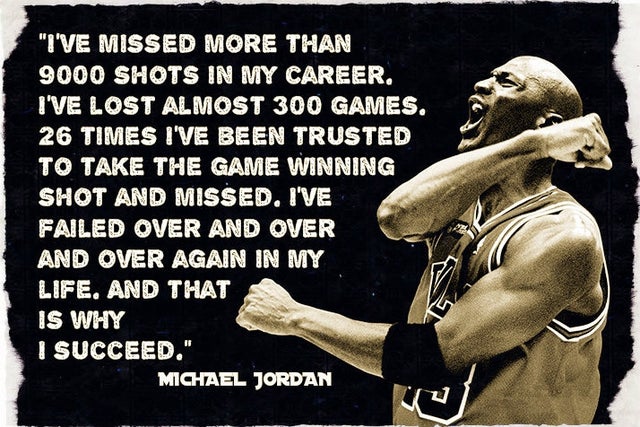 "I'VE MISSED MORE THAN
9000 SHOTS IN MY CAREER.
I'VE LOST ALMOST 300 GAMES.
26 TIMES I'VE BEEN TRUSTED
TO TAKE THE GAME WINNING
SHOT AND MISSED. I'VE
FAILED OVER AND OVER
AND OVER AGAIN IN MY
LIFE. AND THAT
IS WHY
I SUCCEED."
MICHAEL JORDAN